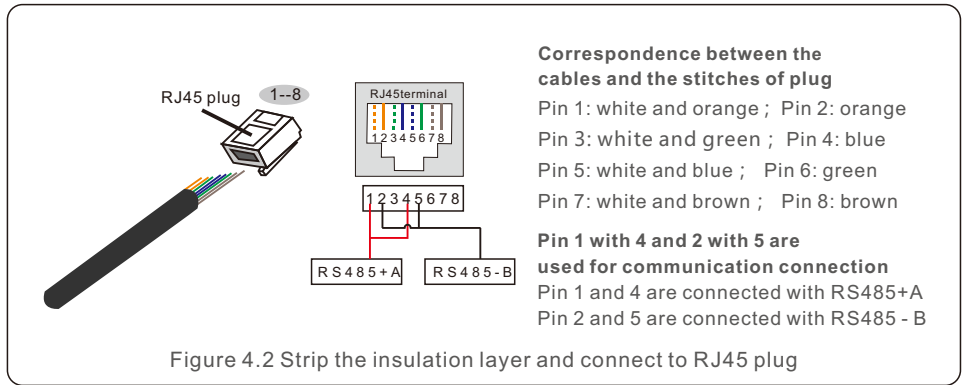 RJ45 plug
1--8
RJ45terminal
12345678
12345678
RS485+A
RS485-B
Correspondence between the
cables and the stitches of plug
Pin 1: white and orange ; Pin 2: orange
Pin 3: white and green ; Pin 4: blue
Pin 5: white and blue ; Pin 6: green
Pin 7: white and brown ; Pin 8: brown
Pin 1 with 4 and 2 with 5 are
used for communication connection
Pin 1 and 4 are connected with RS485+A
Pin 2 and 5 are connected with RS485 - B
Figure 4.2 Strip the insulation layer and connect to RJ45 plug